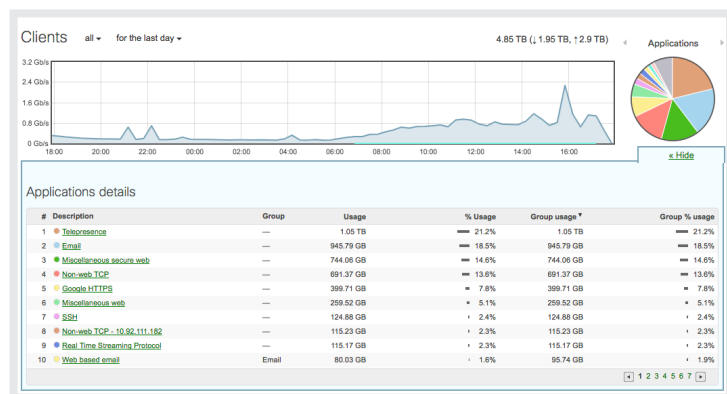 Clients all for the last day 4.85 TB (↓ 1.95 TB, ↑ 2.9 TB) Applications
3.2 Gb/s
2.4 Gb/s
1.6 Gb/s
0.8 Gb/s
0 Gb/s
18:00 20:00 22:00 00:00 02:00 04:00 06:00 08:00 10:00 12:00 14:00 16:00
« Hide
Applications details
# Description Group Usage % Usage Group usage Group % usage
1 Telepresence — 1.05 TB 21.2% 1.05 TB 21.2%
2 Email — 945.79 GB 18.5% 945.79 GB 18.5%
3 Miscellaneous secure web — 744.06 GB 14.6% 744.06 GB 14.6%
4 Non-web TCP — 691.37 GB 13.6% 691.37 GB 13.6%
5 Google HTTPS — 399.71 GB 7.8% 399.71 GB 7.8%
6 Miscellaneous web — 259.52 GB 5.1% 259.52 GB 5.1%
7 SSH — 124.88 GB 2.4% 124.88 GB 2.4%
8 Non-web TCP - 10.92.111.182 — 115.23 GB 2.3% 115.23 GB 2.3%
9 Real Time Streaming Protocol — 115.17 GB 2.3% 115.17 GB 2.3%
10 Web based email Email 80.03 GB 1.6% 95.74 GB 1.9%
1 2 3 4 5 6 7